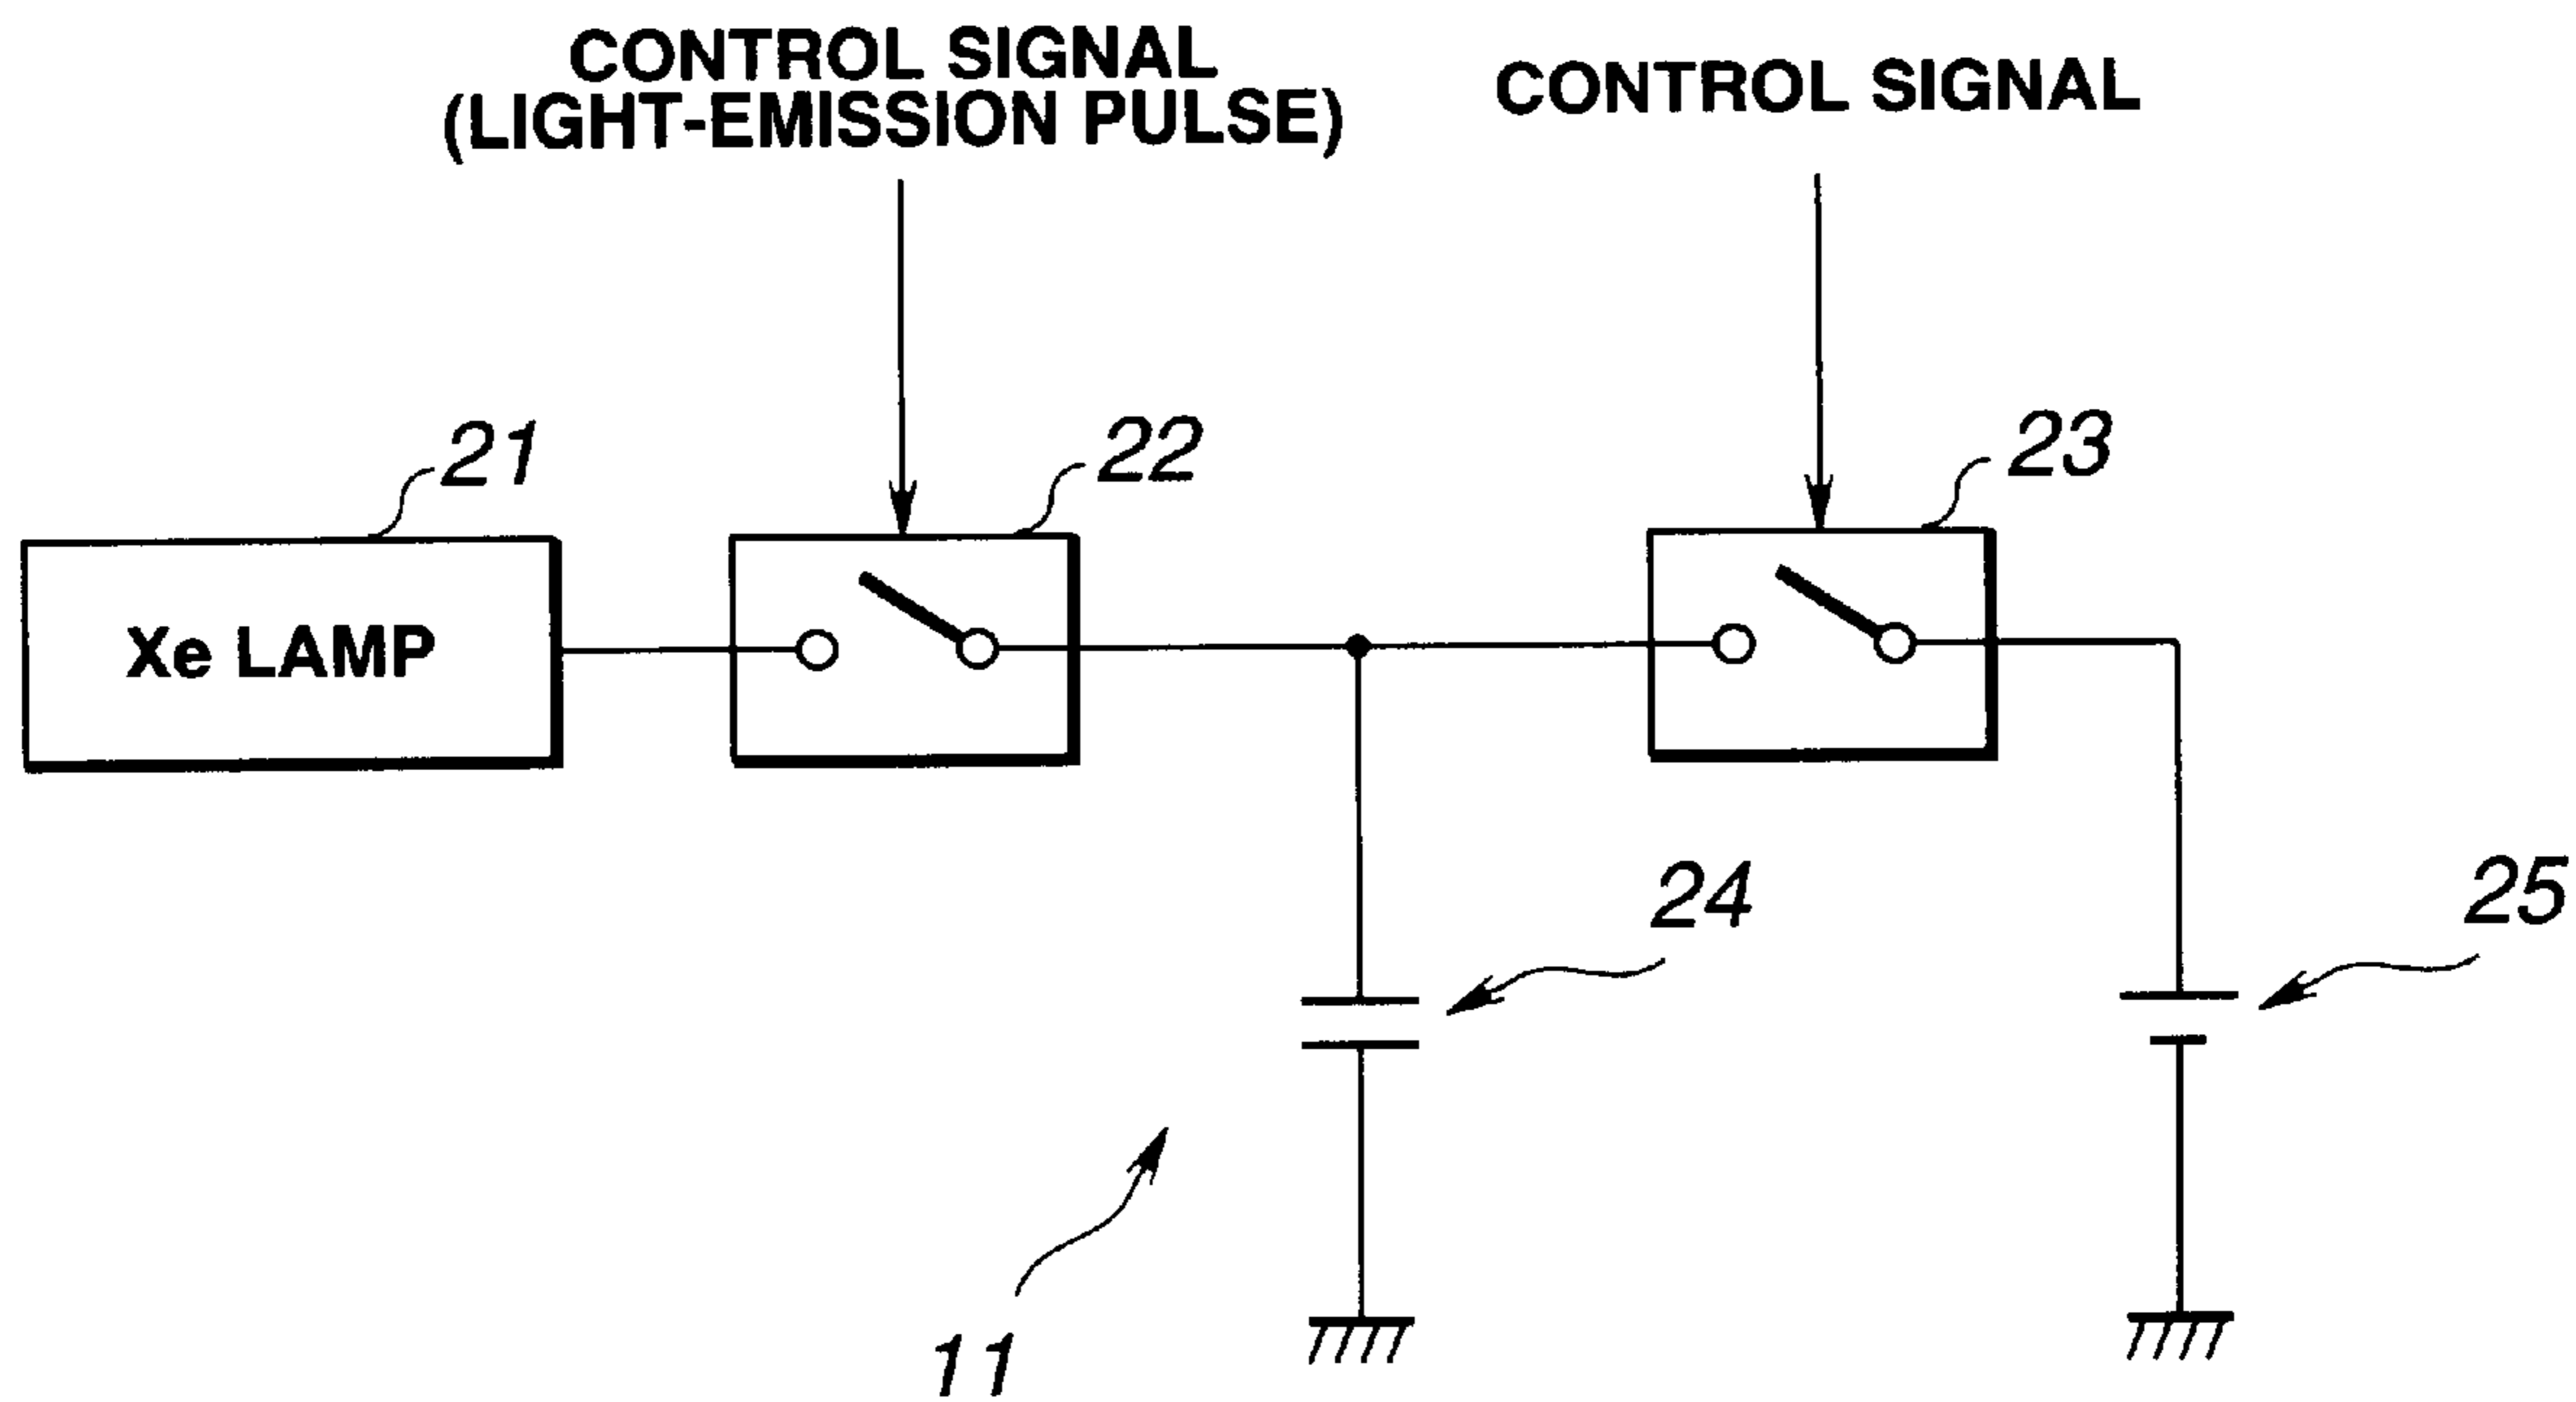 CONTROL SIGNAL
(LIGHT-EMISSION PULSE)
CONTROL SIGNAL
21
22
23
Xe LAMP
24
25
11